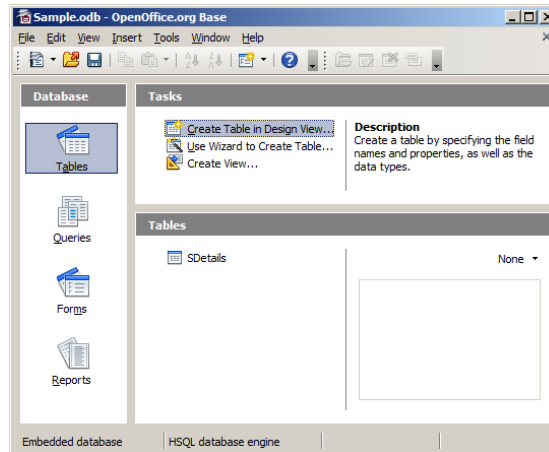 Sample.odb - OpenOffice.org Base
File Edit View Insert Tools Window Help
Database
Tables
Queries
Forms
Reports
Tasks
Create Table in Design View...
Use Wizard to Create Table...
Create View...
Description
Create a table by specifying the field
names and properties, as well as the
data types.
Tables
SDetails
None
Embedded database HSQL database engine